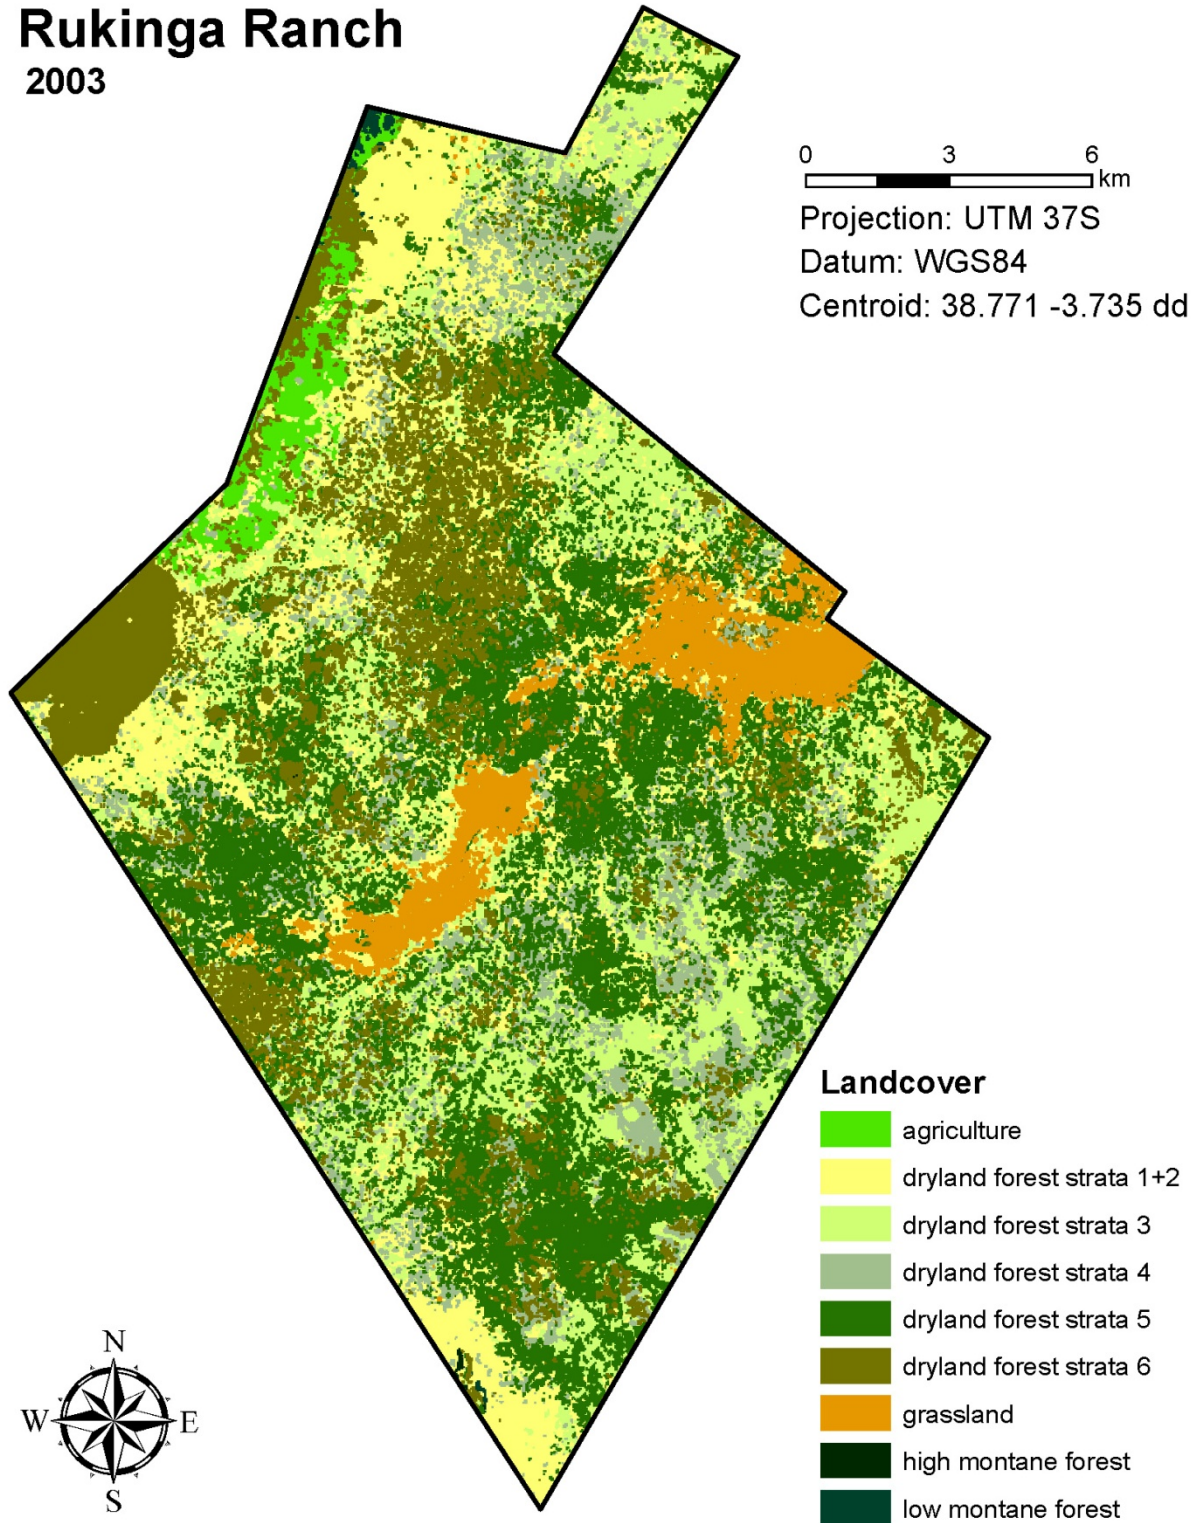 Rukinga Ranch
2003
0 3 6
km
Projection: UTM 37S
Datum: WGS84
Centroid: 38.771 -3.735 dd
Landcover
agriculture
dryland forest strata 1+2
dryland forest strata 3
dryland forest strata 4
dryland forest strata 5
dryland forest strata 6
grassland
high montane forest
low montane forest
N
W E
S